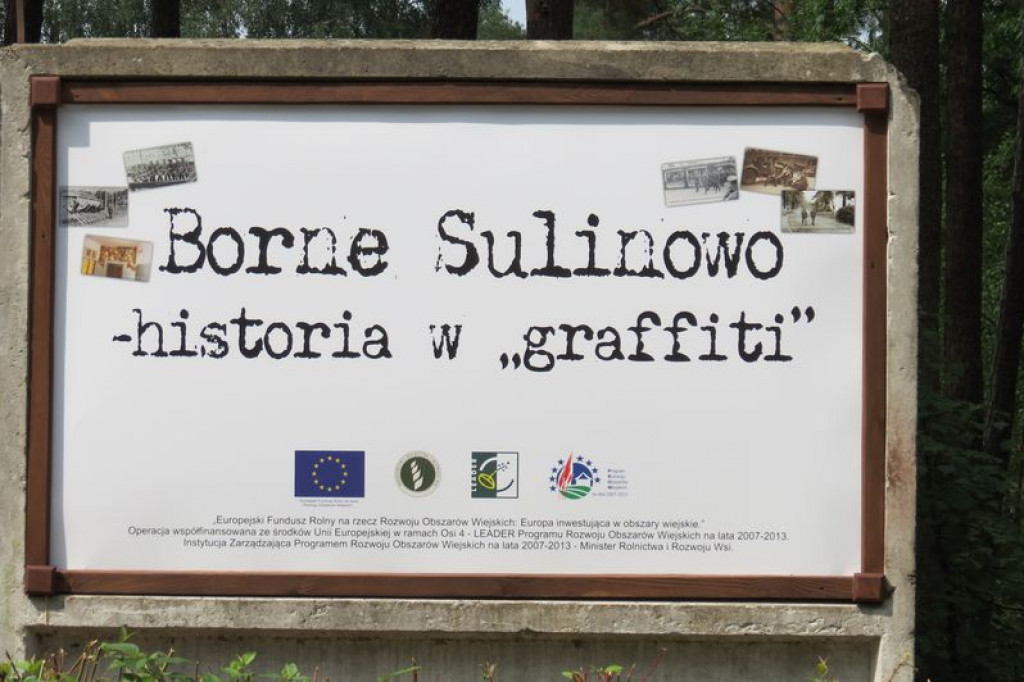 Borne Sulinowo
-historia w „graffiti”
LEADER
„Europejski Fundusz Rolny na rzecz Rozwoju Obszarów Wiejskich: Europa inwestująca w obszary wiejskie.”
Operacja współfinansowana ze środków Unii Europejskiej w ramach Osi 4 - LEADER Programu Rozwoju Obszarów Wiejskich na lata 2007-2013.
Instytucja Zarządzająca Programem Rozwoju Obszarów Wiejskich na lata 2007-2013 - Minister Rolnictwa i Rozwoju Wsi.